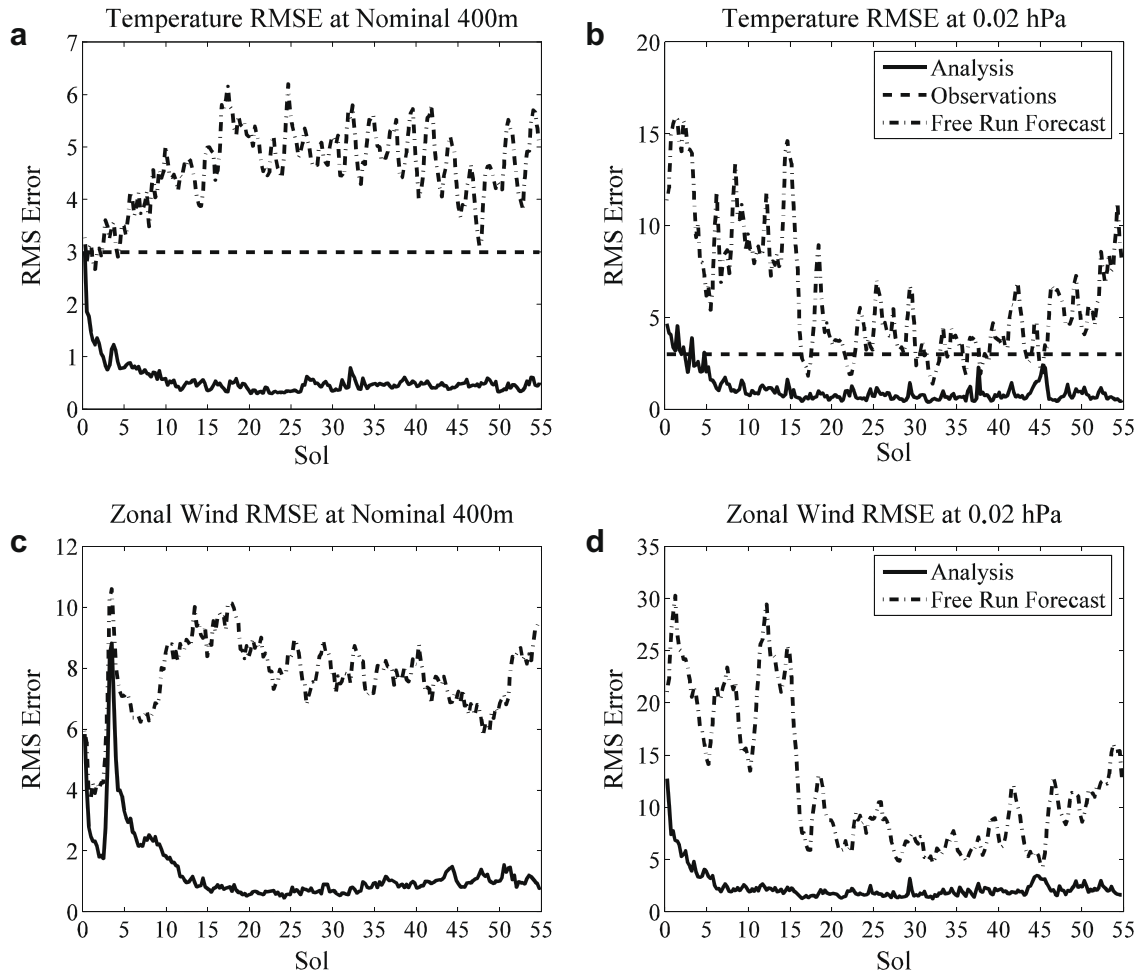 a
Temperature RMSE at Nominal 400m
7
6
5
4
3
2
1
0
RMS Error
0 5 10 15 20 25 30 35 40 45 50 55
Sol
b
Temperature RMSE at 0.02 hPa
20
15
10
5
0
RMS Error
Analysis
Observations
Free Run Forecast
0 5 10 15 20 25 30 35 40 45 50 55
Sol
c
Zonal Wind RMSE at Nominal 400m
12
10
8
6
4
2
0
RMS Error
0 5 10 15 20 25 30 35 40 45 50 55
Sol
d
Zonal Wind RMSE at 0.02 hPa
35
30
25
20
15
10
5
0
RMS Error
Analysis
Free Run Forecast
0 5 10 15 20 25 30 35 40 45 50 55
Sol